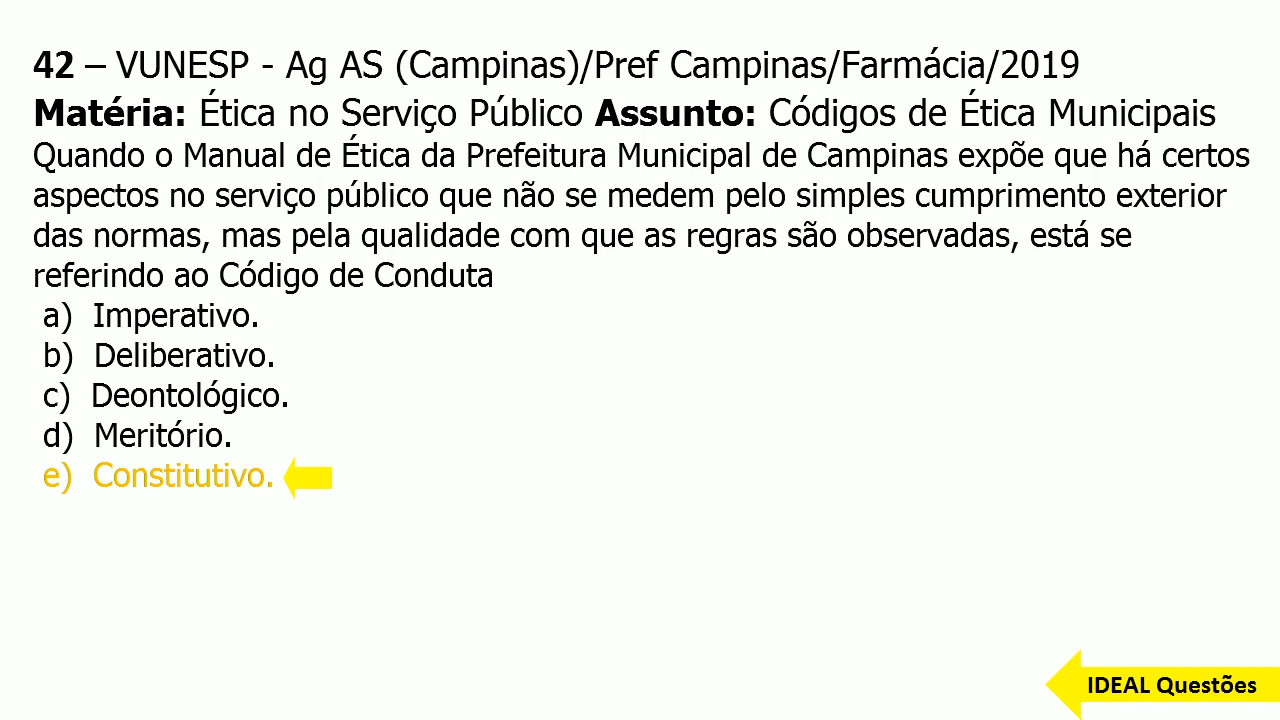 42 – VUNESP - Ag AS (Campinas)/Pref Campinas/Farmácia/2019
Matéria: Ética no Serviço Público Assunto: Códigos de Ética Municipais
Quando o Manual de Ética da Prefeitura Municipal de Campinas expõe que há certos
aspectos no serviço público que não se medem pelo simples cumprimento exterior
das normas, mas pela qualidade com que as regras são observadas, está se
referindo ao Código de Conduta
a) Imperativo.
b) Deliberativo.
c) Deontológico.
d) Meritório.
e) Constitutivo.
IDEAL Questões